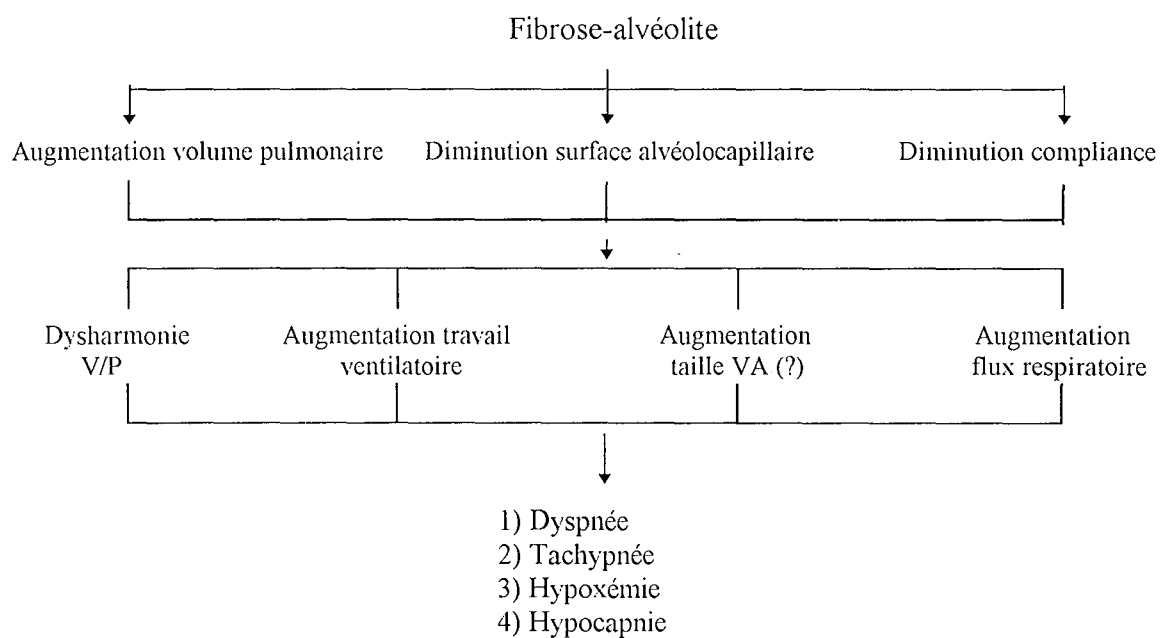 Fibrose-alvéolite
Augmentation volume pulmonaire
Diminution surface alvéolocapillaire
Diminution compliance
Dysharmonie
V/P
Augmentation travail
ventilatoire
Augmentation
taille VA (?)
Augmentation
flux respiratoire
1) Dyspnée
2) Tachypnée
3) Hypoxémie
4) Hypocapnie